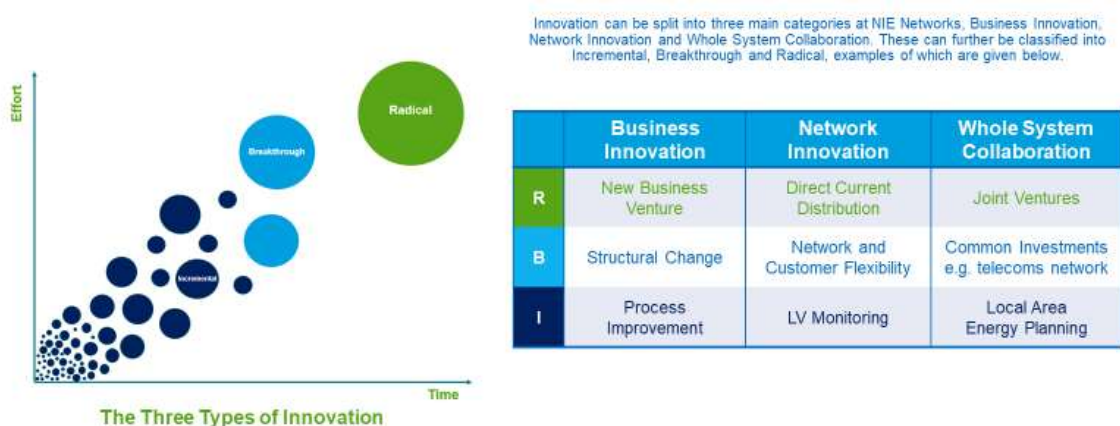 Innovation can be split into three main categories at NIE Networks, Business Innovation,
Network Innovation and Whole System Collaboration. These can further be classified into
Incremental, Breakthrough and Radical, examples of which are given below.
Effort
Radical
Breakthrough
Incremental
Time
The Three Types of Innovation
Business
Innovation
Network
Innovation
Whole System
Collaboration
R
New Business
Venture
Direct Current
Distribution
Joint Ventures
B
Structural Change
Network and
Customer Flexibility
Common Investments
e.g. telecoms network
I
Process
Improvement
LV Monitoring
Local Area
Energy Planning